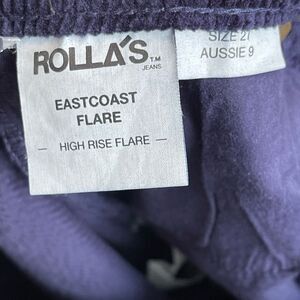 ROLLA'S TM
JEANS
EASTCOAST
FLARE
— HIGH RISE FLARE —
SIZE 27
AUSSIE 9